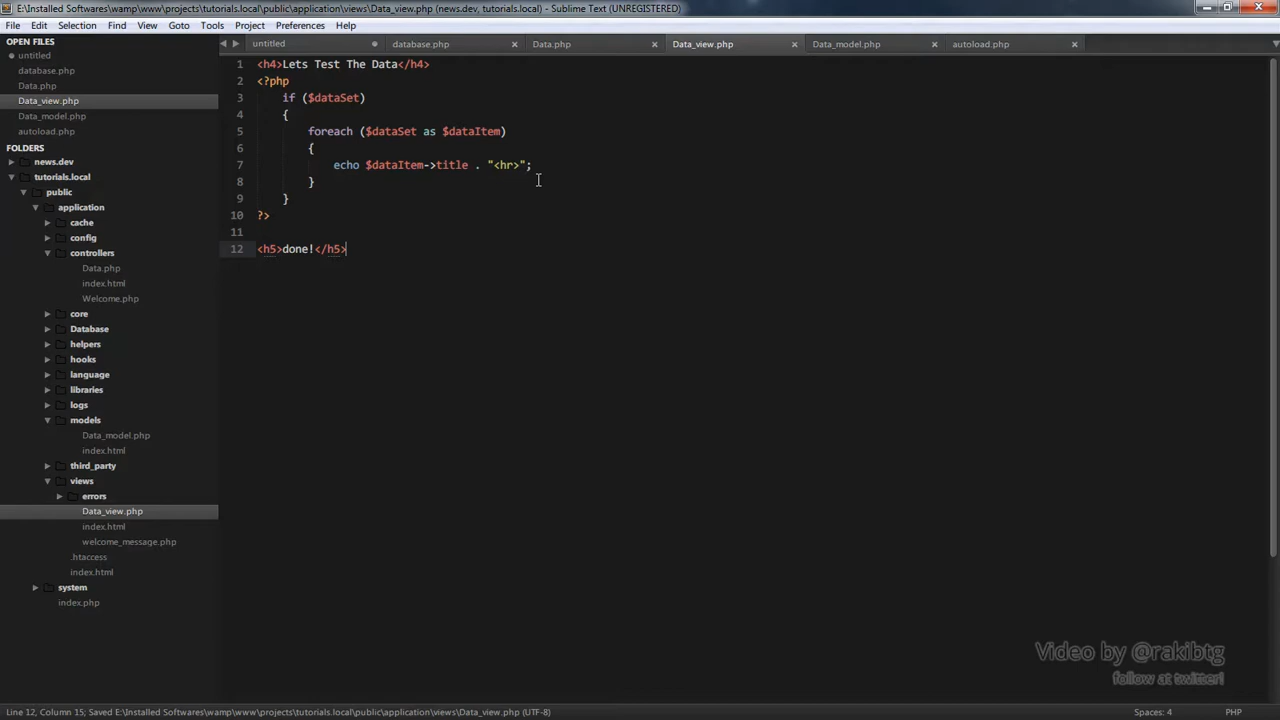 E:\Installed Softwares\wamp\www\projects\tutorials.local\public\application\views\Data_view.php (news.dev, tutorials.local) - Sublime Text (UNREGISTERED)
File Edit Selection Find View Goto Tools Project Preferences Help
OPEN FILES
untitled
database.php
Data.php
Data_view.php
Data_model.php
autoload.php
FOLDERS
news.dev
tutorials.local
public
application
cache
config
controllers
Data.php
index.html
Welcome.php
core
Database
helpers
hooks
language
libraries
logs
models
Data_model.php
index.html
third_party
views
errors
Data_view.php
index.html
welcome_message.php
.htaccess
index.html
system
index.php
untitled database.php Data.php Data_view.php Data_model.php autoload.php
1 <h4>Lets Test The Data</h4>
2 <?php
3 if ($dataSet)
4 {
5 foreach ($dataSet as $dataItem)
6 {
7 echo $dataItem->title . "<hr>";
8 }
9 }
10 ?>
11
12 <h5>done!</h5>
Video by @rakibtg
follow at twitter!
Line 12, Column 15; Saved E:\Installed Softwares\wamp\www\projects\tutorials.local\public\application\views\Data_view.php (UTF-8)
Spaces: 4 PHP